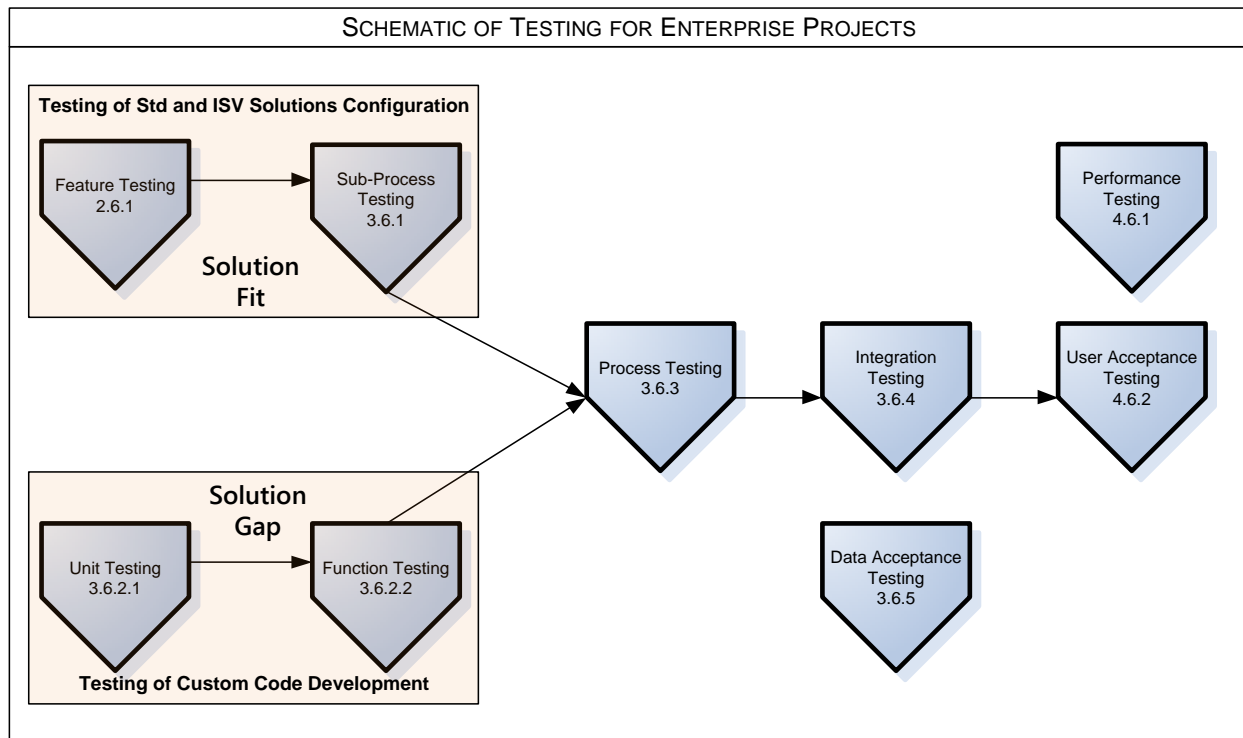 SCHEMATIC OF TESTING FOR ENTERPRISE PROJECTS
Testing of Std and ISV Solutions Configuration
Feature Testing
2.6.1
Sub-Process
Testing
3.6.1
Solution
Fit
Performance
Testing
4.6.1
Process Testing
3.6.3
Integration
Testing
3.6.4
User Acceptance
Testing
4.6.2
Solution
Gap
Unit Testing
3.6.2.1
Function Testing
3.6.2.2
Testing of Custom Code Development
Data Acceptance
Testing
3.6.5